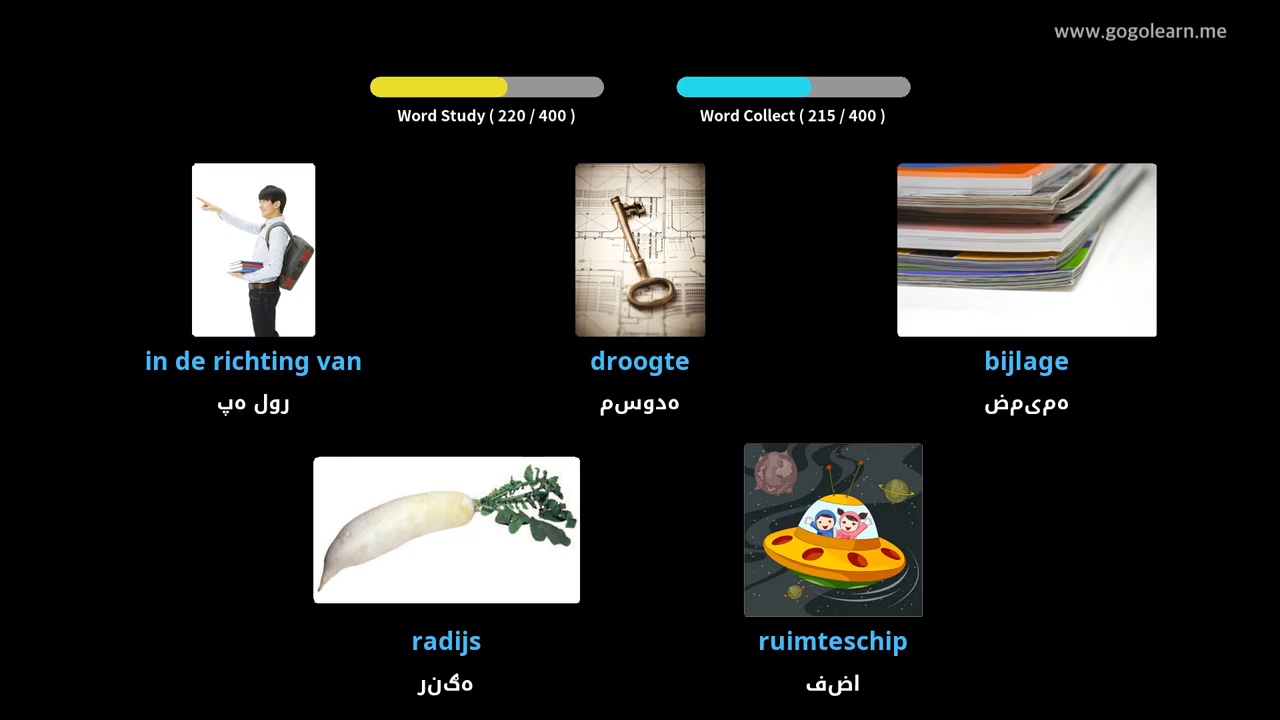 www.gogolearn.me
Word Study ( 220 / 400 )
Word Collect ( 215 / 400 )
in de richting van
رول هپ
droogte
هدوسم
bijlage
همیمض
radijs
هګنر
ruimteschip
اضف